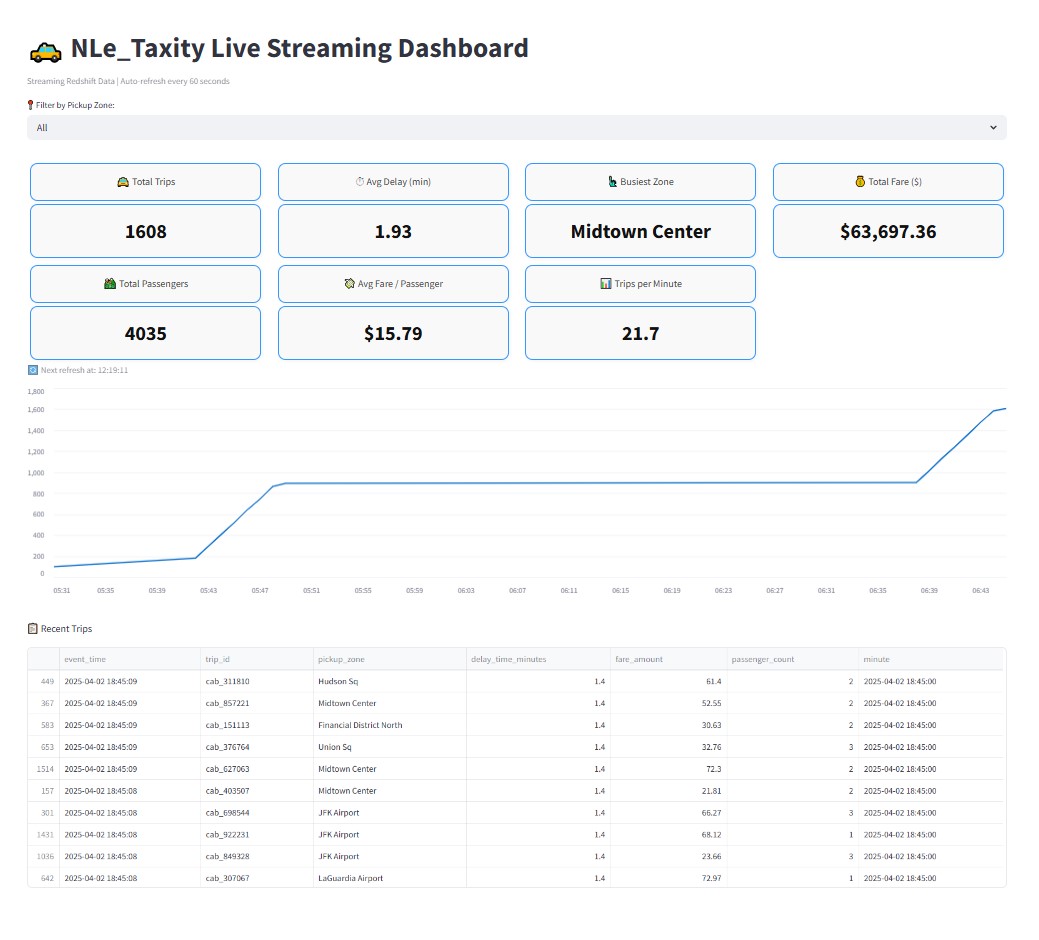 NLe_Taxity Live Streaming Dashboard
Streaming Redshift Data | Auto-refresh every 60 seconds
Filter by Pickup Zone:
All
Total Trips Avg Delay (min) Busiest Zone Total Fare ($)
1608 1.93 Midtown Center $63,697.36
Total Passengers Avg Fare / Passenger Trips per Minute
4035 $15.79 21.7
Next refresh at: 12:19:11
1,800
1,600
1,400
1,200
1,000
800
600
400
200
0
05:31 05:35 05:39 05:43 05:47 05:51 05:55 05:59 06:03 06:07 06:11 06:15 06:19 06:23 06:27 06:31 06:35 06:39 06:43
Recent Trips
event_time trip_id pickup_zone delay_time_minutes fare_amount passenger_count minute
449 2025-04-02 18:45:09 cab_311810 Hudson Sq 1.4 61.4 2 2025-04-02 18:45:00
367 2025-04-02 18:45:09 cab_857221 Midtown Center 1.4 52.55 2 2025-04-02 18:45:00
583 2025-04-02 18:45:09 cab_151113 Financial District North 1.4 30.63 2 2025-04-02 18:45:00
653 2025-04-02 18:45:09 cab_376764 Union Sq 1.4 32.76 3 2025-04-02 18:45:00
1514 2025-04-02 18:45:09 cab_627063 Midtown Center 1.4 72.3 2 2025-04-02 18:45:00
157 2025-04-02 18:45:08 cab_403507 Midtown Center 1.4 21.81 2 2025-04-02 18:45:00
301 2025-04-02 18:45:08 cab_698544 JFK Airport 1.4 66.27 3 2025-04-02 18:45:00
1431 2025-04-02 18:45:08 cab_922231 JFK Airport 1.4 68.12 1 2025-04-02 18:45:00
1036 2025-04-02 18:45:08 cab_849328 JFK Airport 1.4 23.66 3 2025-04-02 18:45:00
642 2025-04-02 18:45:08 cab_307067 LaGuardia Airport 1.4 72.97 1 2025-04-02 18:45:00